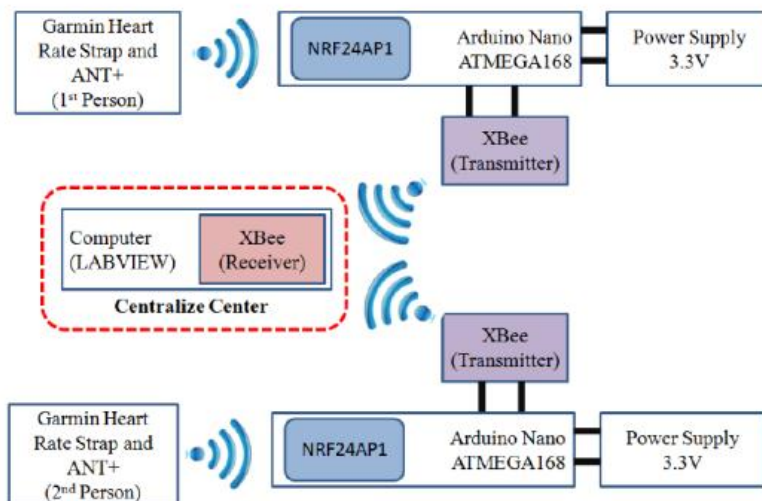 Garmin Heart
Rate Strap and
ANT+
(1st Person)
NRF24AP1
Arduino Nano
ATMEGA168
Power Supply
3.3V
XBee
(Transmitter)
Computer
(LABVIEW)
XBee
(Receiver)
Centralize Center
XBee
(Transmitter)
Garmin Heart
Rate Strap and
ANT+
(2nd Person)
NRF24AP1
Arduino Nano
ATMEGA168
Power Supply
3.3V